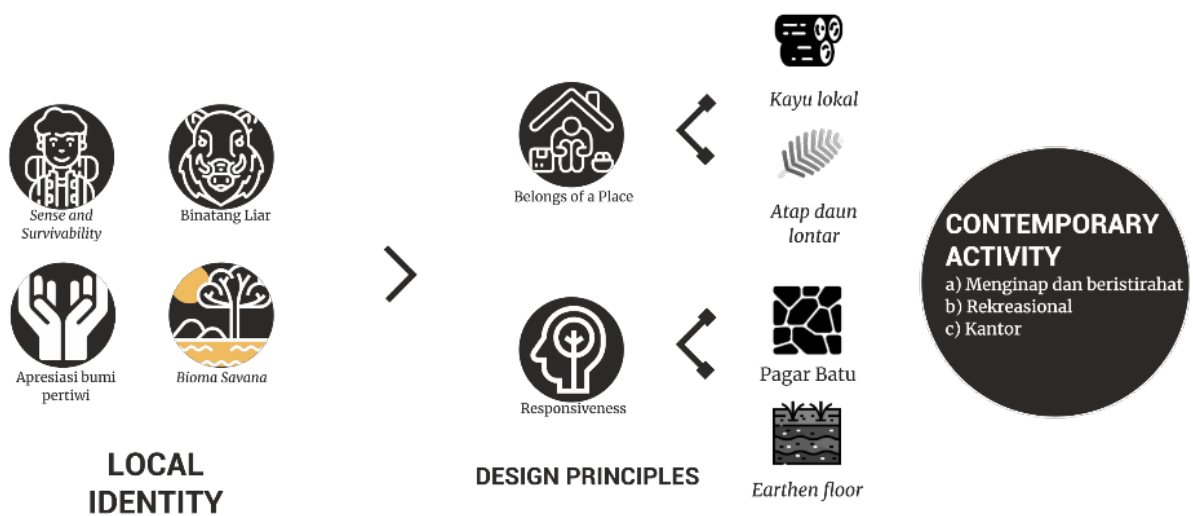 Sense and
Survivability
Binatang Liar
Apresiasi bumi
pertiwi
Bioma Savana
LOCAL
IDENTITY
Belongs of a Place
Responsiveness
DESIGN PRINCIPLES
Kayu lokal
Atap daun
lontar
Pagar Batu
Earthen floor
CONTEMPORARY
ACTIVITY
a) Menginap dan beristirahat
b) Rekreasional
c) Kantor